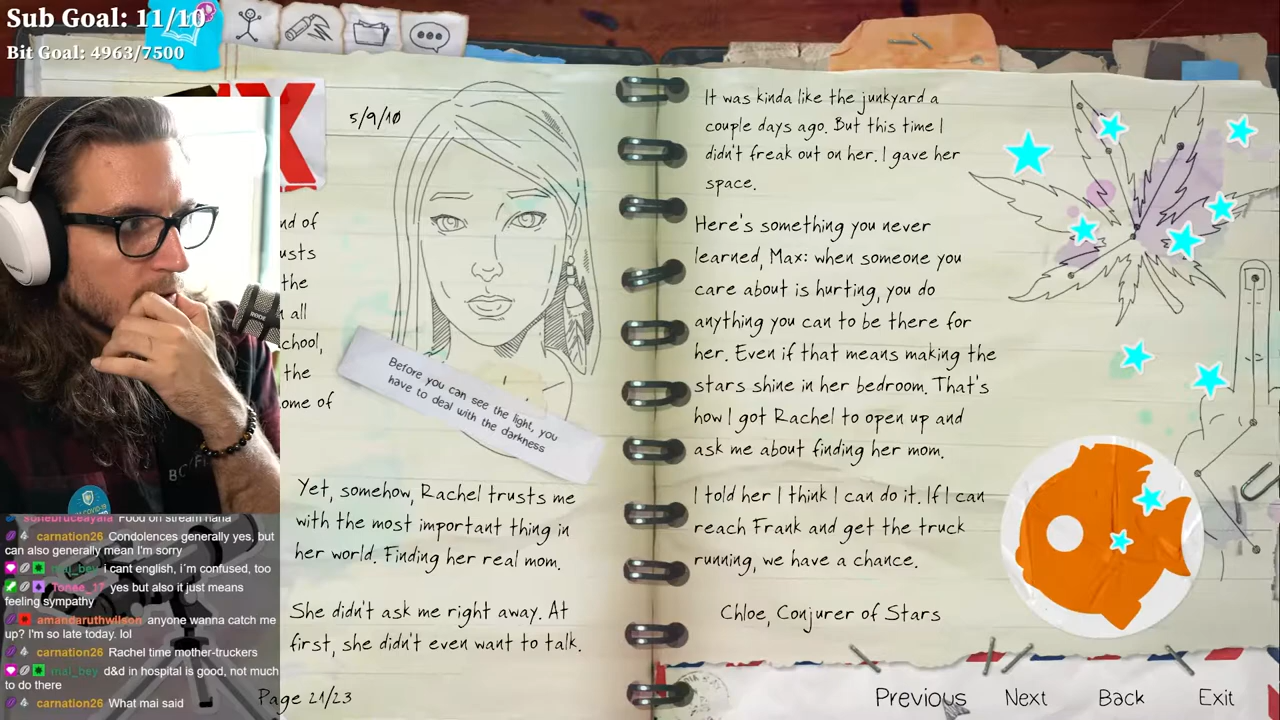 Sub Goal: 11/10
Bit Goal: 4963/7500
X
5/9/10
nd of
usts
the
all
chool,
the
ome of
Before you can see the light, you
have to deal with the darkness
Yet, somehow, Rachel trusts me
with the most important thing in
her world. Finding her real mom.
She didn't ask me right away. At
first, she didn't even want to talk.
Page 21/23
It was kinda like the junkyard a
couple days ago. But this time I
didn't freak out on her. I gave her
space.
Here's something you never
learned, Max: when someone you
care about is hurting, you do
anything you can to be there for
her. Even if that means making the
stars shine in her bedroom. That's
how I got Rachel to open up and
ask me about finding her mom.
I told her I think I can do it. If I can
reach Frank and get the truck
running, we have a chance.
Chloe, Conjurer of Stars
Previous Next Back Exit
RODE
carnation26 Condolences generally yes, but
can also generally mean I'm sorry
mai_bey i cant english, i´m confused, too
yes but also it just means
feeling sympathy
amandaruthwilson anyone wanna catch me
up? I'm so late today. lol
carnation26 Rachel time mother-truckers
mai_bey d&d in hospital is good, not much
to do there
carnation26 What mai said